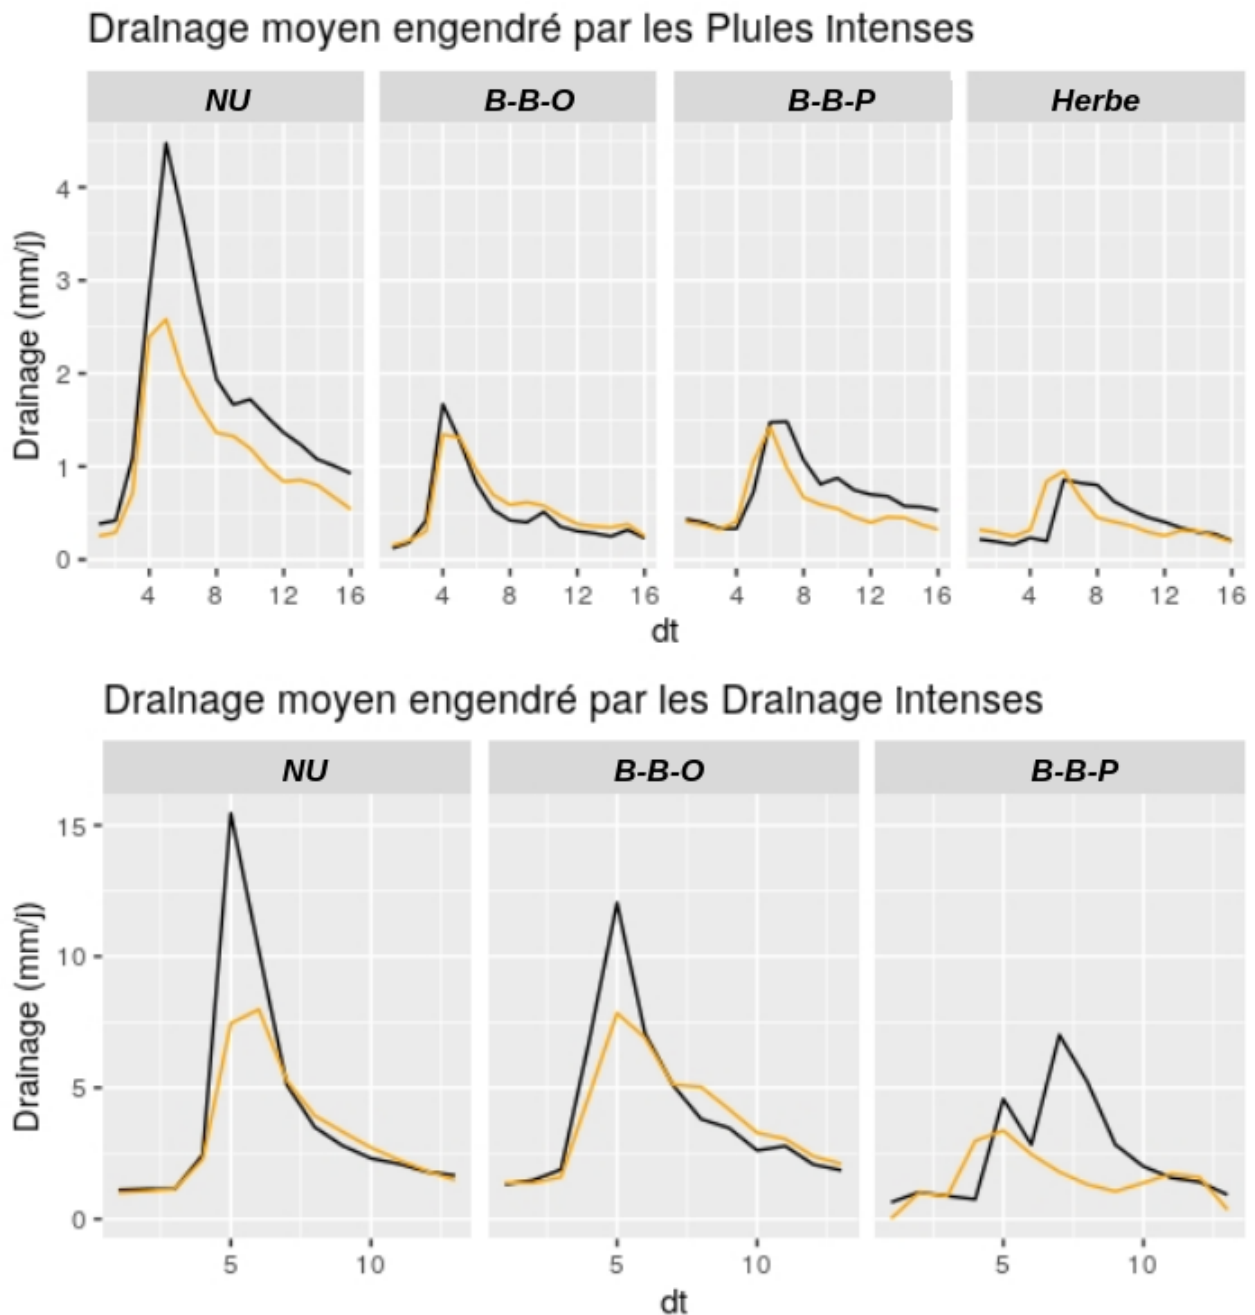 Drainage moyen engendré par les Pluies Intenses
NU B-B-O B-B-P Herbe
4
3
2
1
0
Drainage (mm/j)
4 8 12 16 4 8 12 16 4 8 12 16 4 8 12 16
dt
Drainage moyen engendré par les Drainage Intenses
NU B-B-O B-B-P
15
10
5
0
Drainage (mm/j)
5 10 5 10 5 10
dt